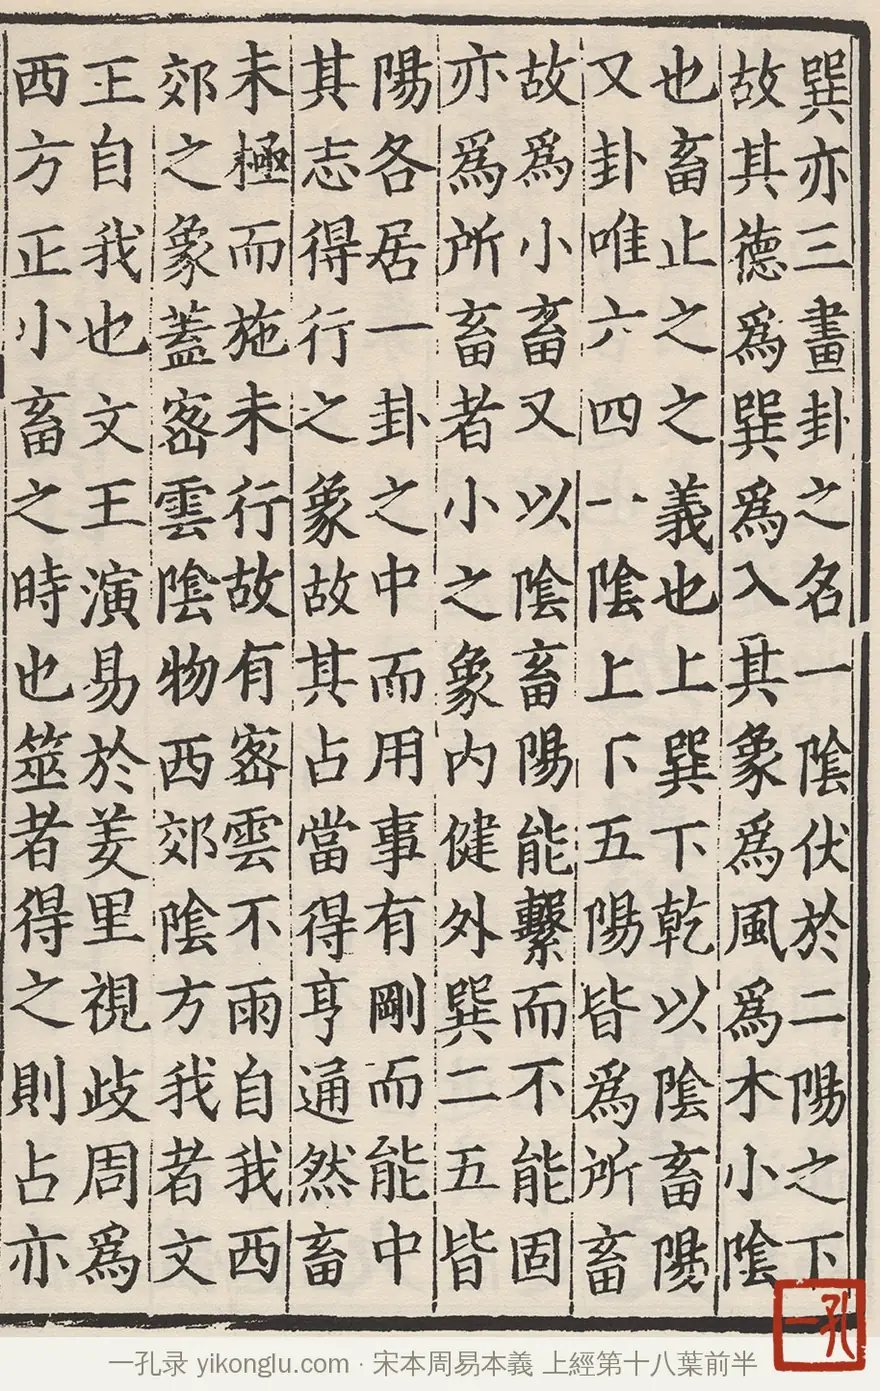 巽亦三畫卦之名一陰伏於二陽之下
故其德爲巽爲入其象爲風爲木小陰
也畜止之之義也上巽下乾以陰畜陽
又卦唯六四一陰上下五陽皆爲所畜
故爲小畜又以陰畜陽能繫而不能固
亦爲所畜者小之象内健外巽二五皆
陽各居一卦之中而用事有剛而能中
其志得行之象故其占當得亨通然畜
未極而施未行故有密雲不雨自我西
郊之象蓋密雲陰物西郊陰方我者文
王自我也文王演易於羑里視歧周爲
西方正小畜之時也筮者得之則占亦
一孔
一孔录 yikonglu.com · 宋本周易本義 上經第十八葉前半